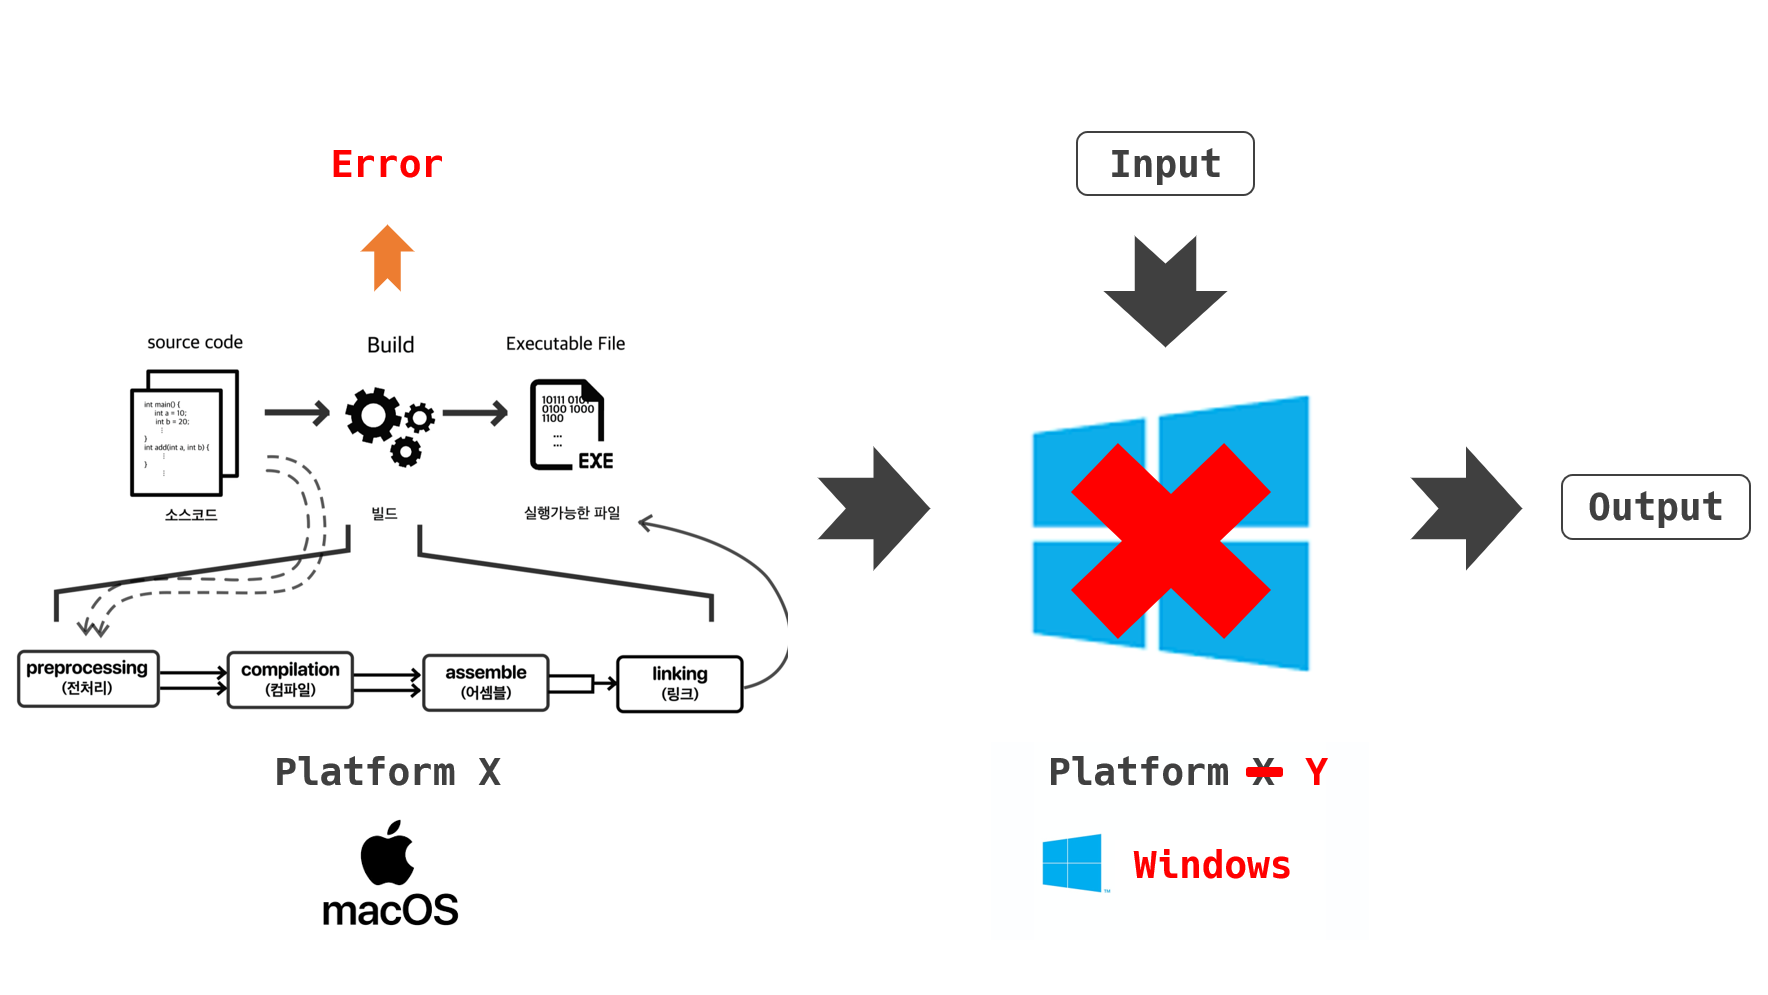 Error
Input
source code
Build
Executable File
int main() {
int a = 10;
int b = 20;
⋮
}
int add(int a, int b) {
⋮
}
⋮
10111 010
0100 1000
1100
...
...
EXE
소스코드
빌드
실행가능한 파일
Output
preprocessing
(전처리)
compilation
(컴파일)
assemble
(어셈블)
linking
(링크)
Platform X
Platform X Y
macOS
Windows
TM